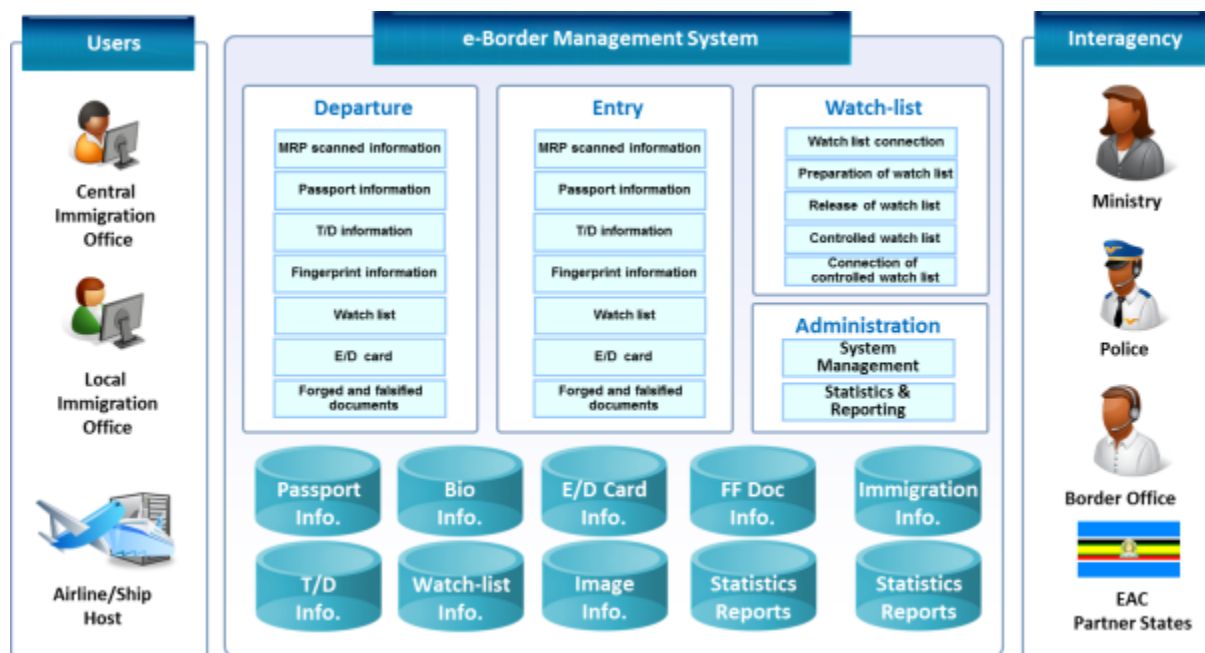 Users
e-Border Management System
Interagency
Central
Immigration
Office
Local
Immigration
Office
Airline/Ship
Host
Departure
MRP scanned information
Passport information
T/D information
Fingerprint information
Watch list
E/D card
Forged and falsified
documents
Entry
MRP scanned information
Passport information
T/D information
Fingerprint information
Watch list
E/D card
Forged and falsified
documents
Watch-list
Watch list connection
Preparation of watch list
Release of watch list
Controlled watch list
Connection of
controlled watch list
Administration
System
Management
Statistics &
Reporting
Passport
Info.
Bio
Info.
E/D Card
Info.
FF Doc
Info.
Immigration
Info.
T/D
Info.
Watch-list
Info.
Image
Info.
Statistics
Reports
Statistics
Reports
Ministry
Police
Border Office
EAC
Partner States